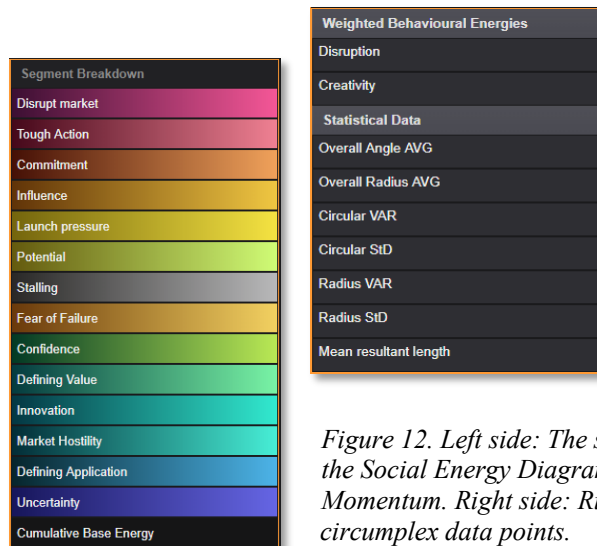 Segment Breakdown
Disrupt market
Tough Action
Commitment
Influence
Launch pressure
Potential
Stalling
Fear of Failure
Confidence
Defining Value
Innovation
Market Hostility
Defining Application
Uncertainty
Cumulative Base Energy
Weighted Behavioural Energies
Disruption
Creativity
Statistical Data
Overall Angle AVG
Overall Radius AVG
Circular VAR
Circular StD
Radius VAR
Radius StD
Mean resultant length
Figure 12. Left side: The
the Social Energy
Momentum. Right side:
circumplex data points.